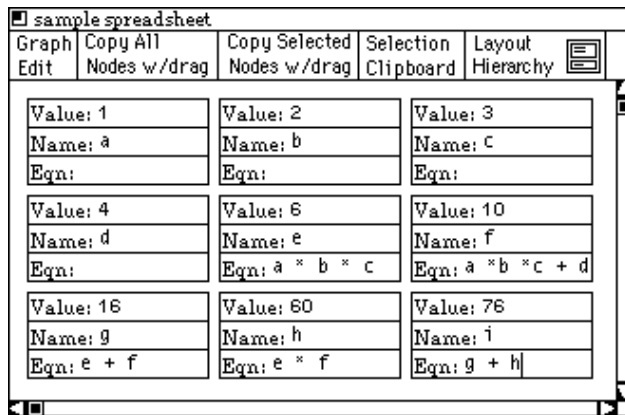 sample spreadsheet
Graph Copy All Copy Selected Selection Layout
Edit Nodes w/drag Nodes w/drag Clipboard Hierarchy
Value: 1 Value: 2 Value: 3
Name: a Name: b Name: c
Eqn: Eqn: Eqn:
Value: 4 Value: 6 Value: 10
Name: d Name: e Name: f
Eqn: Eqn: a * b * c Eqn: a *b *c + d
Value: 16 Value: 60 Value: 76
Name: g Name: h Name: i
Eqn: e + f Eqn: e * f Eqn: g + h